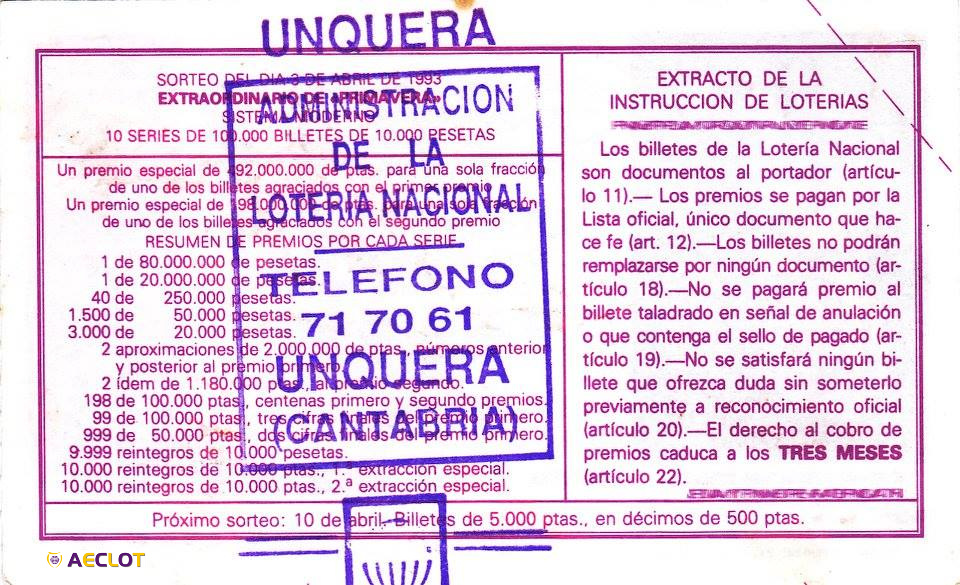 UNQUERA
SORTEO DEL DIA 3 DE ABRIL DE 1993
EXTRAORDINARIO DE «PRIMAVERA»
SISTEMA MODERNO
10 SERIES DE 100.000 BILLETES DE 10.000 PESETAS
Un premio especial de 492.000.000 de ptas. para una sola fracción
de uno de los billetes agraciados con el primer premio
Un premio especial de 198.000.000 de ptas. para una sola fracción
de uno de los billetes agraciados con el segundo premio
RESUMEN DE PREMIOS POR CADA SERIE
1 de 80.000.000 de pesetas.
1 de 20.000.000 de pesetas.
40 de 250.000 pesetas.
1.500 de 50.000 pesetas.
3.000 de 20.000 pesetas.
2 aproximaciones de 2.000.000 de ptas., números anterior
y posterior al premio primero.
2 ídem de 1.180.000 ptas., al premio segundo.
198 de 100.000 ptas., centenas primero y segundo premios.
99 de 100.000 ptas., tres cifras finales del premio primero.
999 de 50.000 ptas., dos cifras finales del premio primero.
9.999 reintegros de 10.000 pesetas.
10.000 reintegros de 10.000 ptas., 1.ª extracción especial.
10.000 reintegros de 10.000 ptas., 2.ª extracción especial.
ADMINISTRACION
DE LA
LOTERIA NACIONAL
TELEFONO
71 70 61
UNQUERA
(CANTABRIA)
EXTRACTO DE LA
INSTRUCCION DE LOTERIAS
Los billetes de la Lotería Nacional
son documentos al portador (artícu-
lo 11).— Los premios se pagan por la
Lista oficial, único documento que ha-
ce fe (art. 12).—Los billetes no podrán
remplazarse por ningún documento (ar-
tículo 18).—No se pagará premio al
billete taladrado en señal de anulación
o que contenga el sello de pagado (ar-
tículo 19).—No se satisfará ningún bi-
llete que ofrezca duda sin someterlo
previamente a reconocimiento oficial
(artículo 20).—El derecho al cobro de
premios caduca a los TRES MESES
(artículo 22).
Próximo sorteo: 10 de abril.-Billetes de 5.000 ptas., en décimos de 500 ptas.
AECLOT